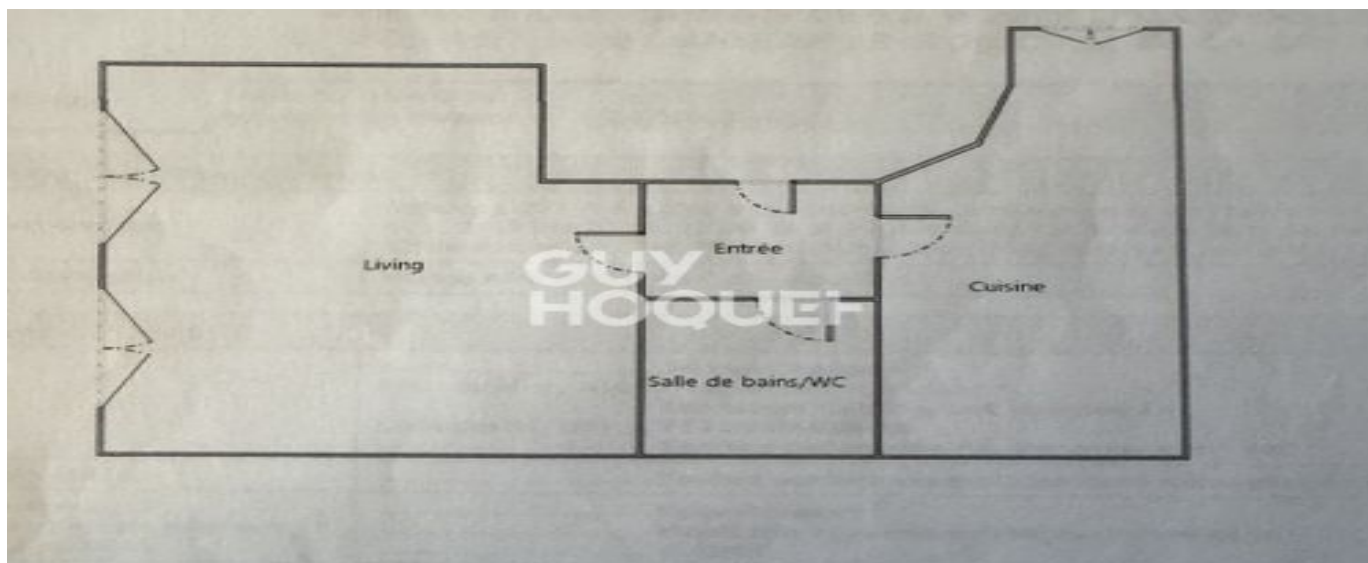 Entrée
Living
GUY
HOQUET
Cuisine
Salle de bains/WC